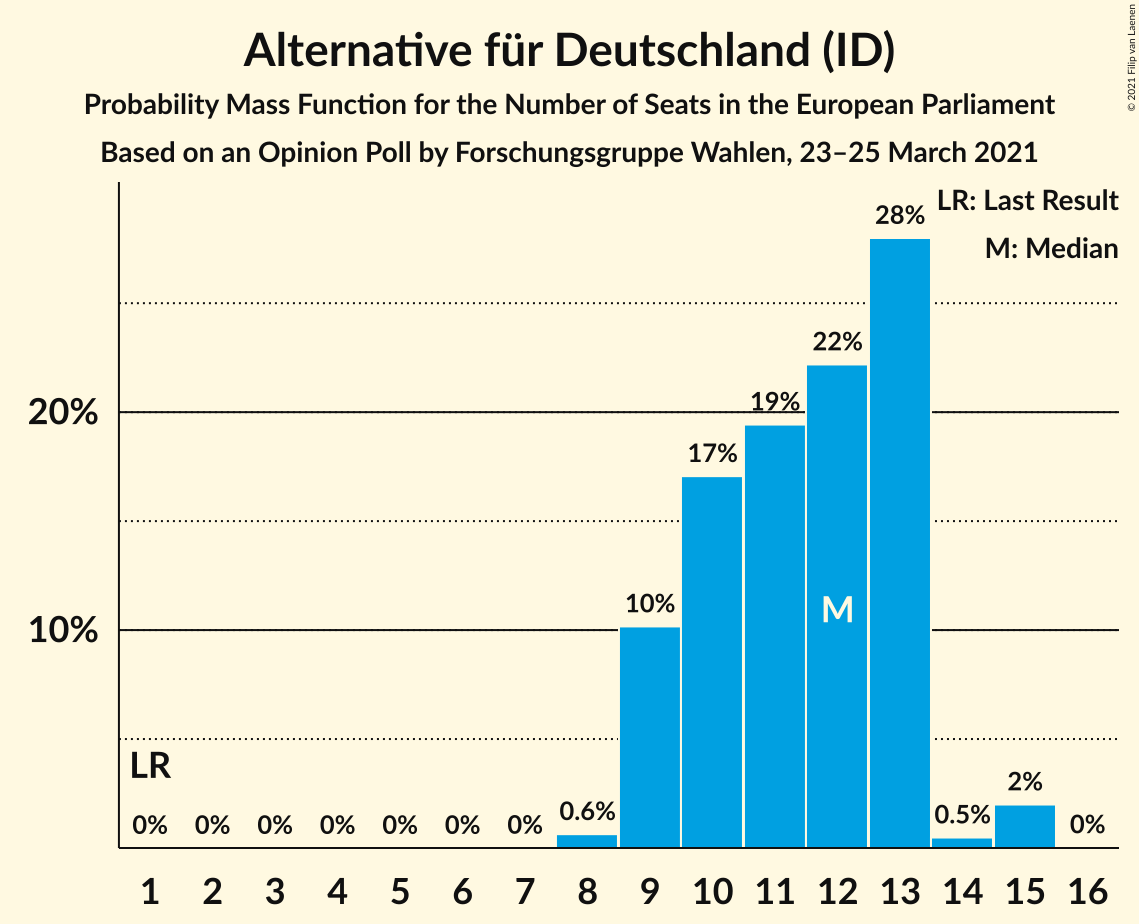 Alternative für Deutschland (ID)
Probability Mass Function for the Number of Seats in the European Parliament
Based on an Opinion Poll by Forschungsgruppe Wahlen, 23–25 March 2021
© 2021 Filip van Laenen
LR: Last Result
M: Median
28%
22%
20%
19%
17%
10%
10%
M
LR
0% 0% 0% 0% 0% 0% 0% 0.6% 0.5% 2% 0%
1 2 3 4 5 6 7 8 9 10 11 12 13 14 15 16